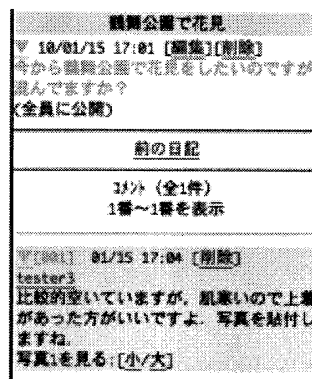 鶴舞公園で花見
▼ 10/01/15 17:01 [編集][削除]
今から鶴舞公園で花見をしたいのですが
混んでますか?
(全員に公開)
前の日記
コメント (全1件)
1番~1番を表示
▼[001] 01/15 17:04 [削除]
tester3
比較的空いていますが、肌寒いので上着
があった方がいいですよ. 写真を貼付し
ますね.
写真1を見る:[小/大]